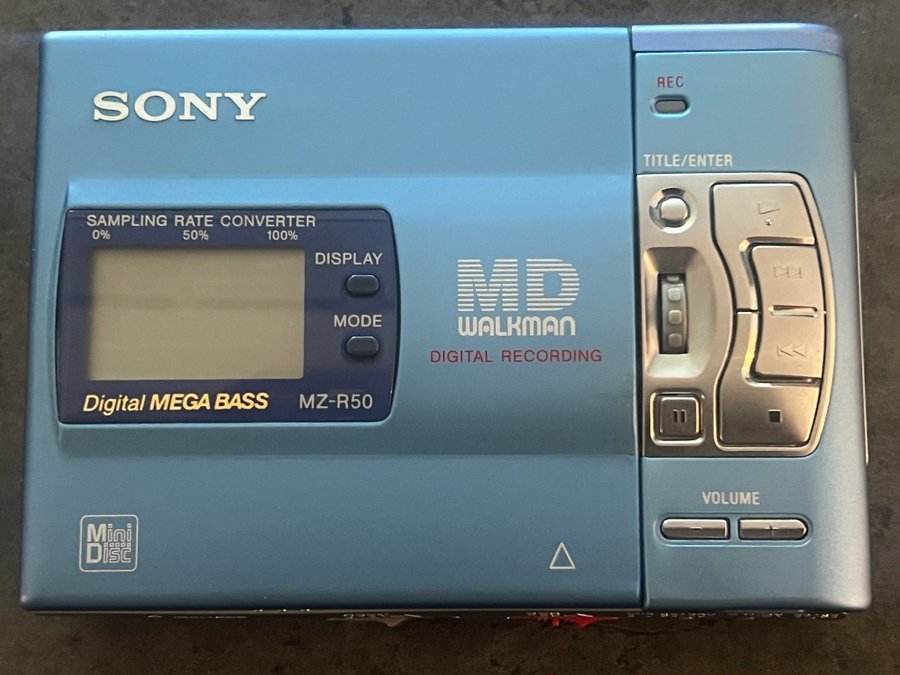 SONY
REC
TITLE/ENTER
SAMPLING RATE CONVERTER
0% 50% 100%
DISPLAY
MODE
MD
WALKMAN
DIGITAL RECORDING
Digital MEGA BASS
MZ-R50
VOLUME
- +
Mini
Disc